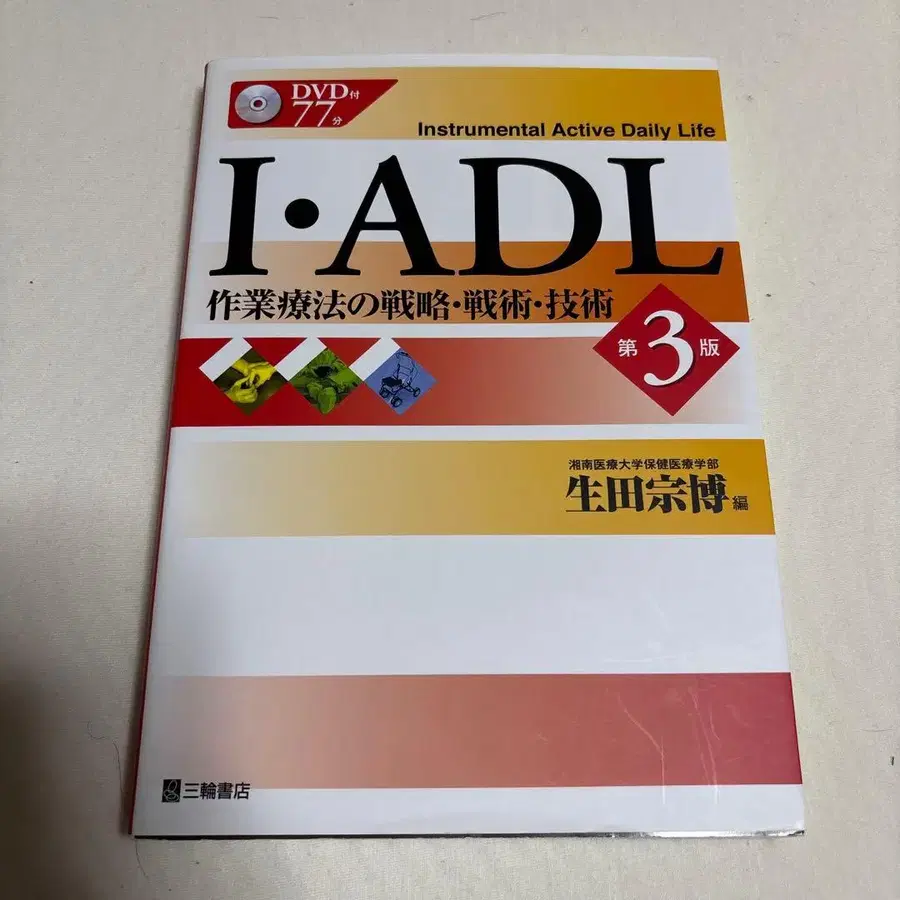 DVD付
77分
Instrumental Active Daily Life
I・ADL
作業療法の戦略・戦術・技術
第3版
湘南医療大学保健医療学部
生田宗博 編
三輪書店